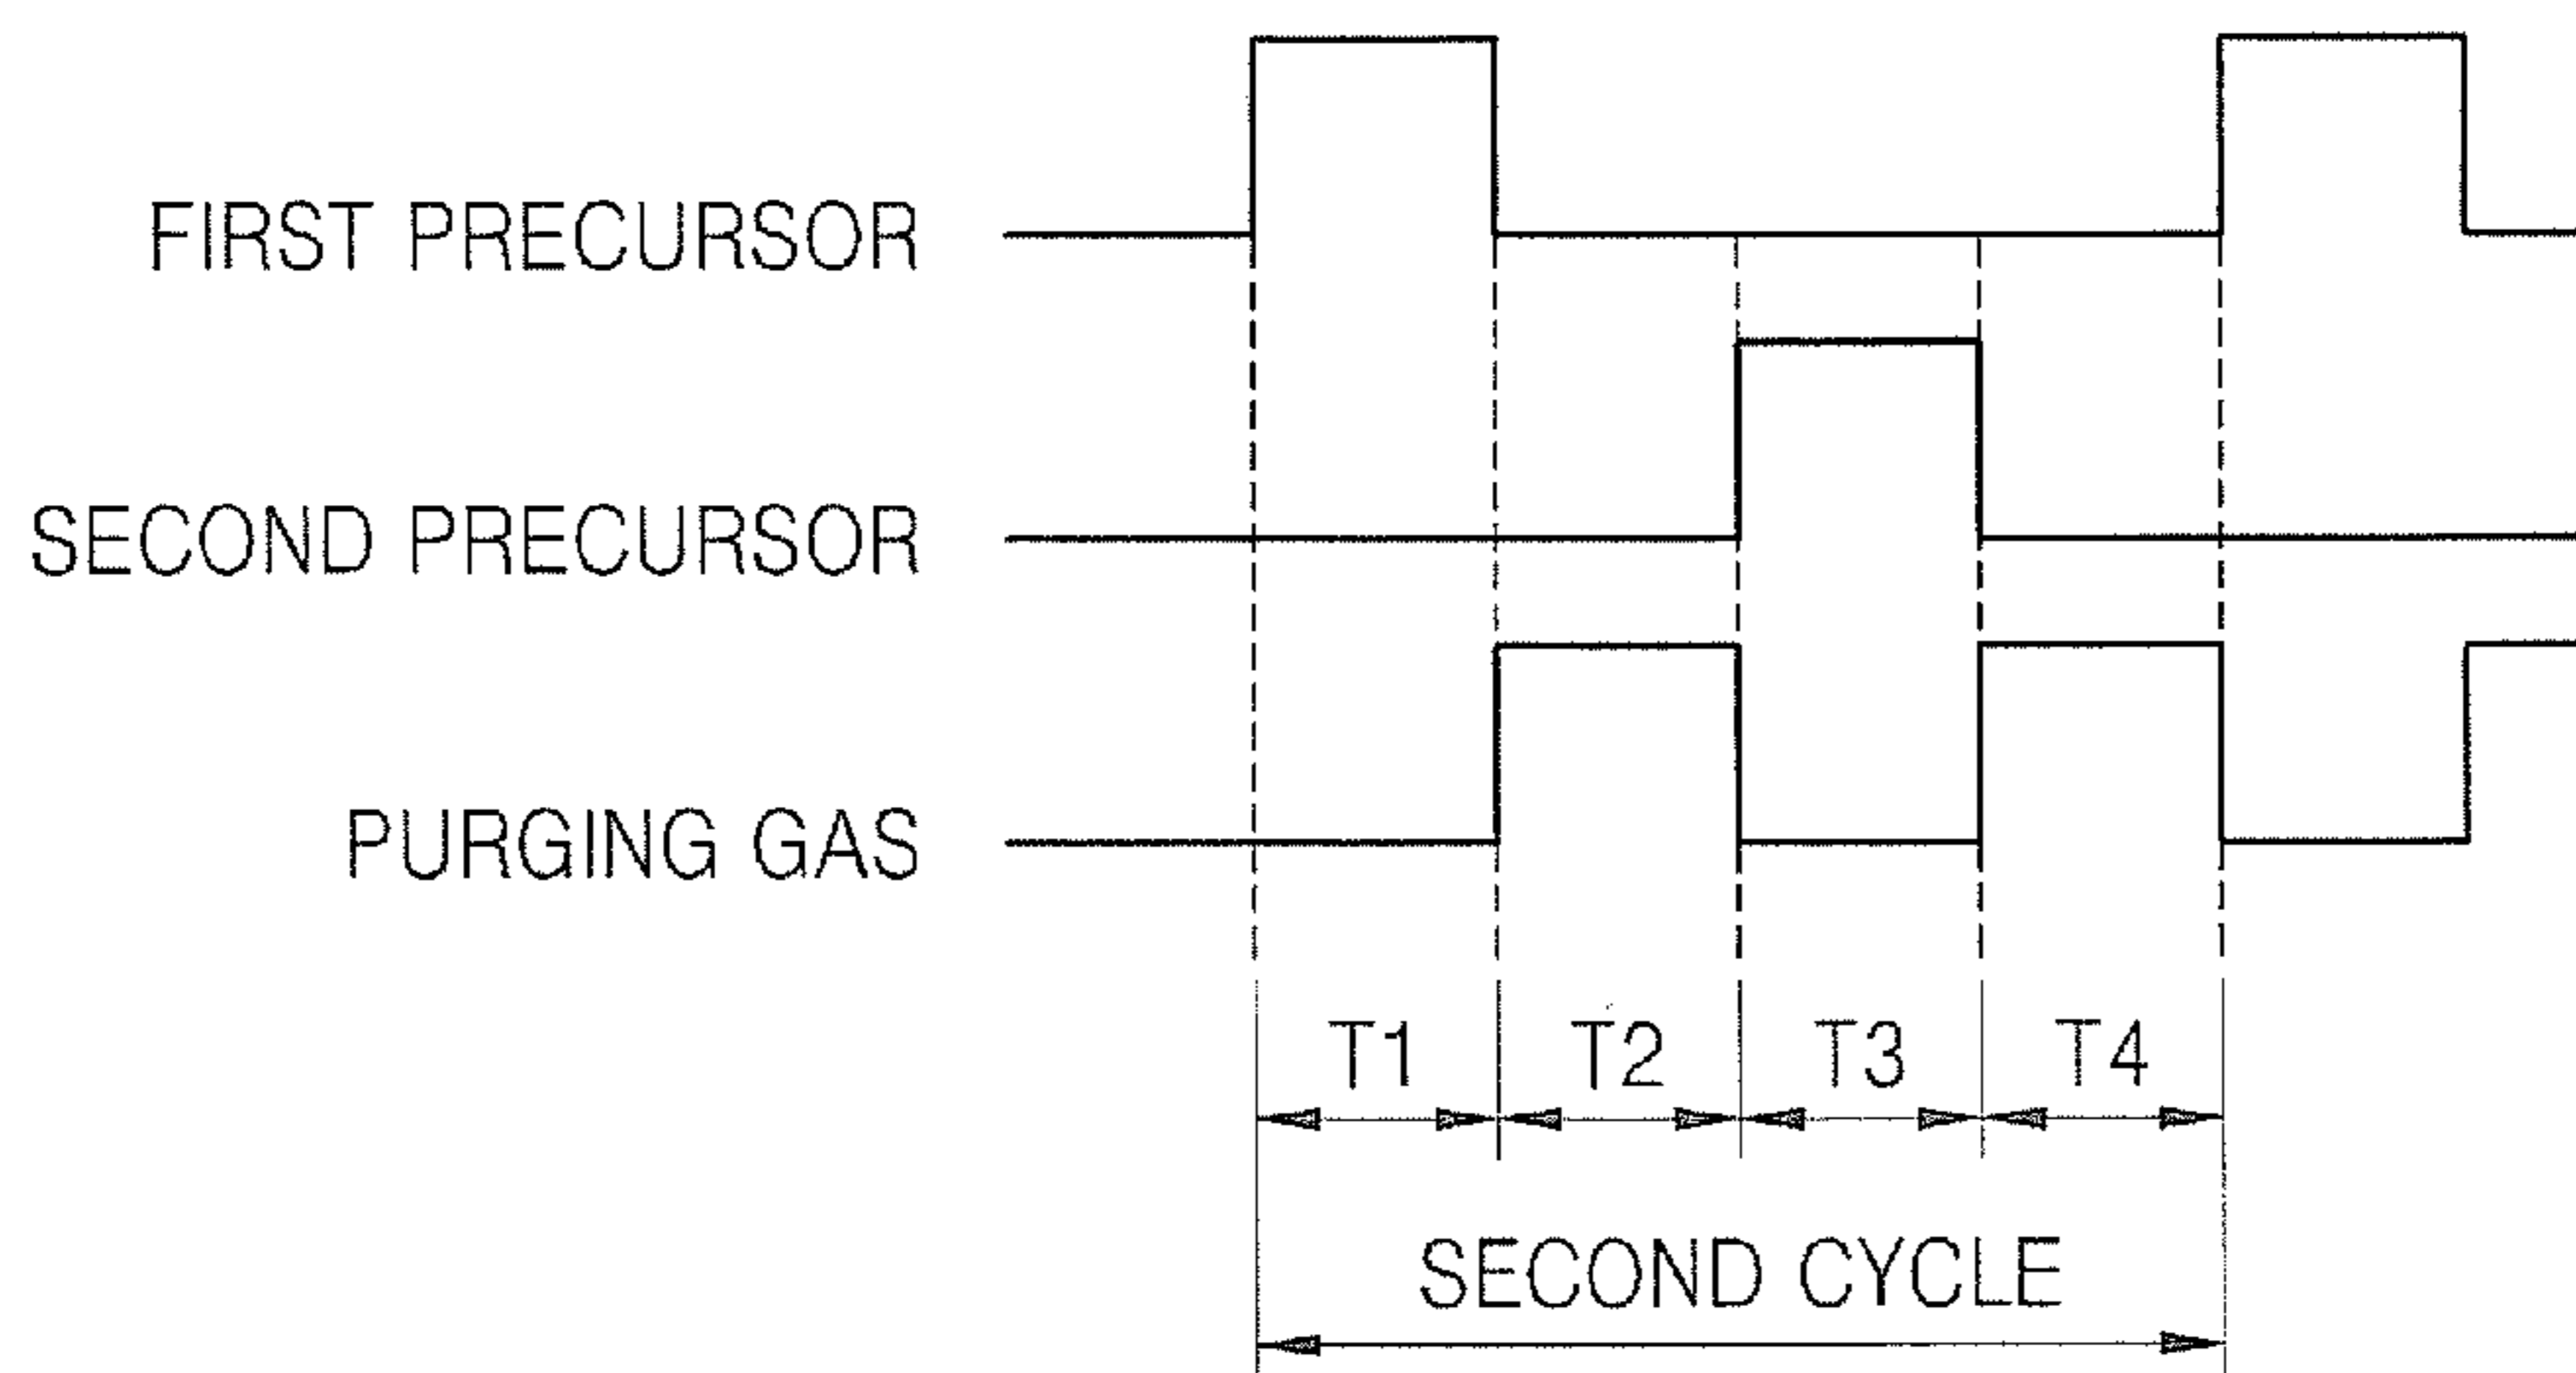 FIRST PRECURSOR
SECOND PRECURSOR
PURGING GAS
T1 T2 T3 T4
SECOND CYCLE